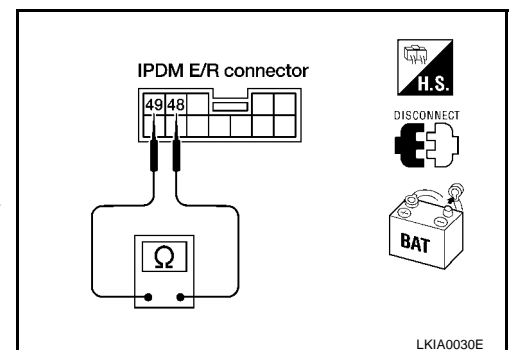 IPDM E/R connector
H.S.
49 48
DISCONNECT
Ω
BAT
LKIA0030E